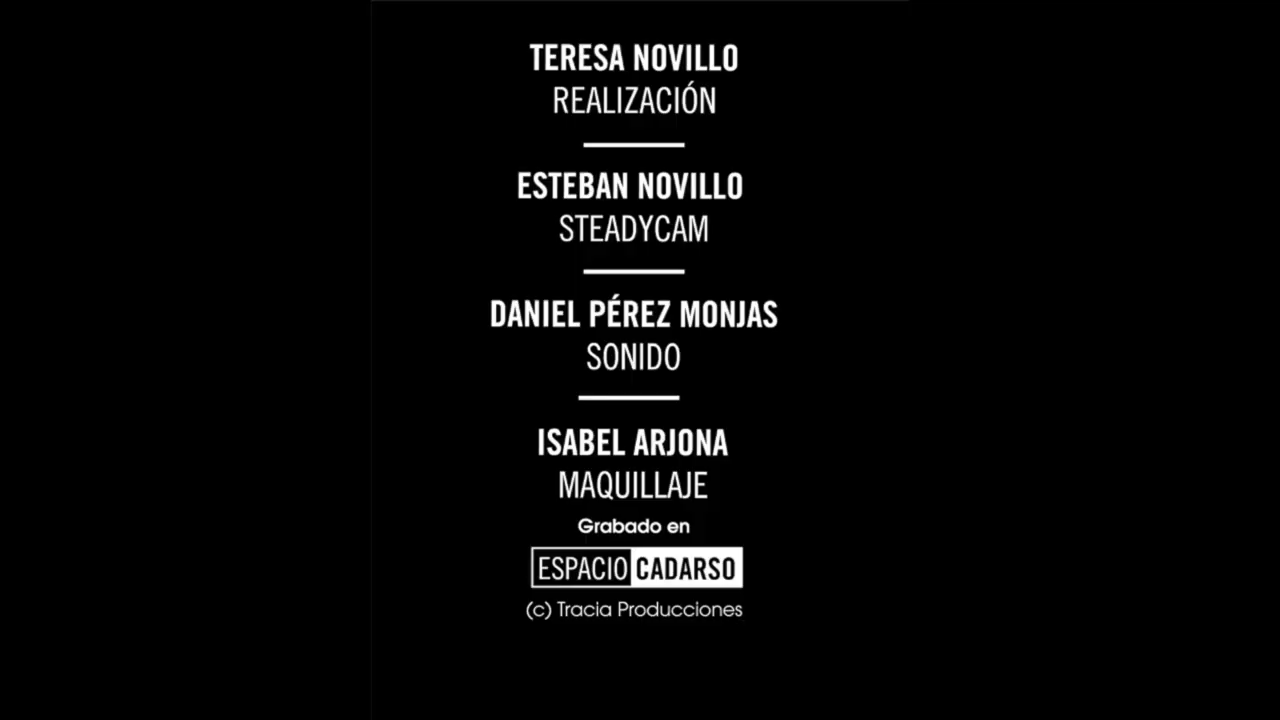 TERESA NOVILLO
REALIZACIÓN
ESTEBAN NOVILLO
STEADYCAM
DANIEL PÉREZ MONJAS
SONIDO
ISABEL ARJONA
MAQUILLAJE
Grabado en
ESPACIO CADARSO
(c) Tracia Producciones